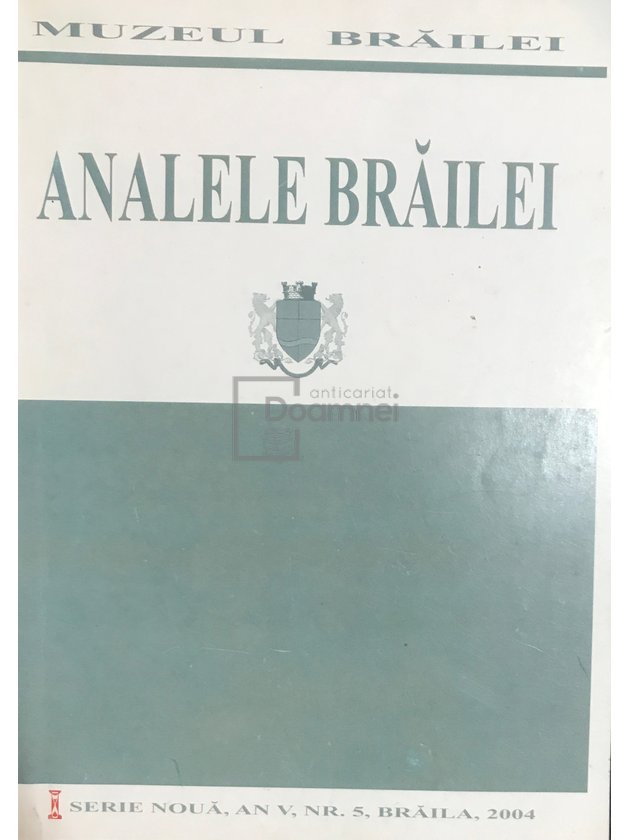 MUZEUL BRĂILEI
ANALELE BRĂILEI
anticariat
Doamnei
SERIE NOUĂ, AN V, NR. 5, BRĂILA, 2004